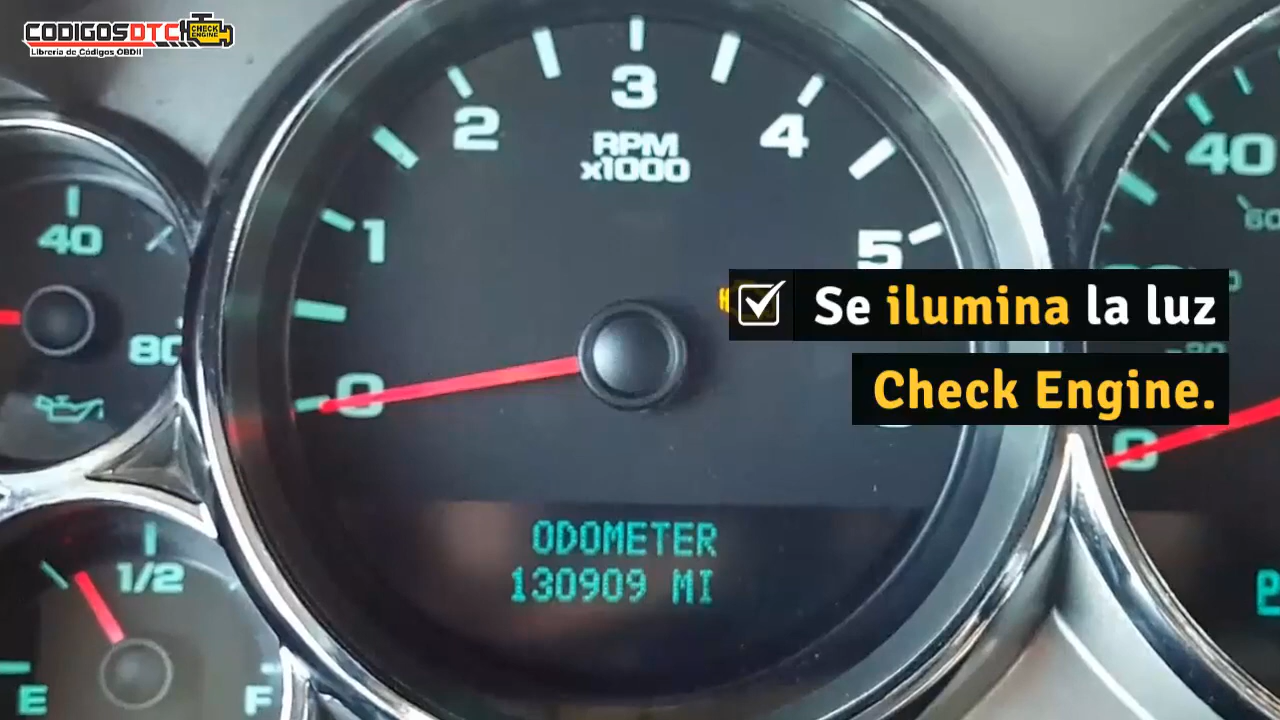 CODIGOSDTC
CHECK
ENGINE
Librería de Códigos OBDII
3
2
4
RPM
x1000
1
5
40
80
0
40
60
0
Se ilumina la luz
Check Engine.
ODOMETER
130909 MI
1/2
E
F